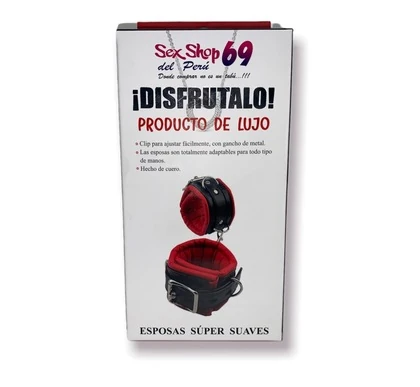 Sex Shop 69
del Perú
Donde comprar no es un tabú...!!!
¡DISFRUTALO!
PRODUCTO DE LUJO
• Clip para ajustar fácilmente, con gancho de metal.
• Las esposas son totalmente adaptables para todo tipo
de manos.
• Hecho de cuero.
ESPOSAS SÚPER SUAVES